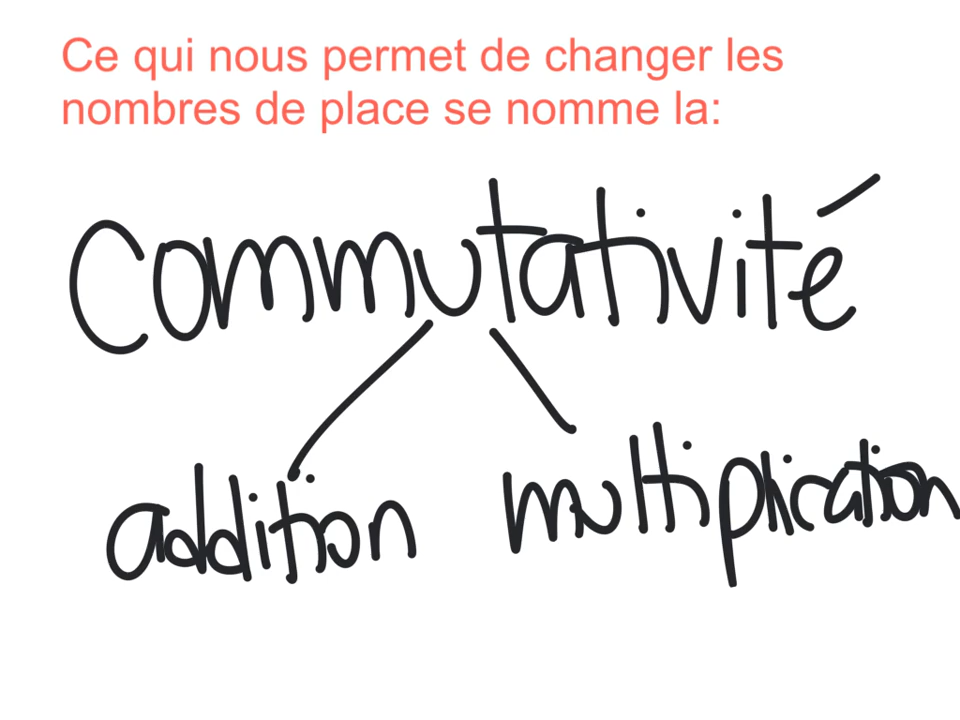 Ce qui nous permet de changer les
nombres de place se nomme la:
Commutativité
addition multiplication